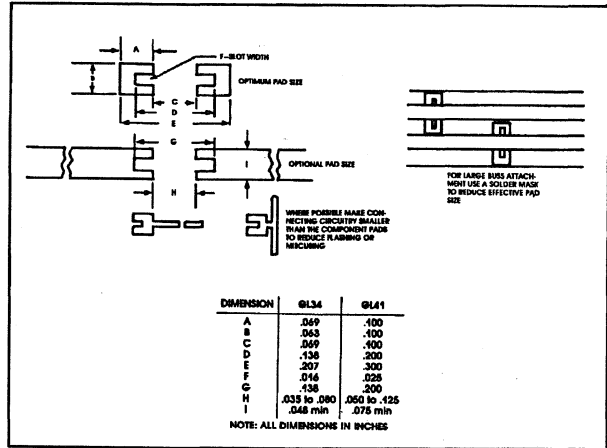 A
F-SLOT WIDTH
B
OPTIMUM PAD SIZE
C
D
E
G
I
OPTIONAL PAD SIZE
H
FOR LARGE BUSS ATTACH-
MENT USE A SOLDER MASK
TO REDUCE EFFECTIVE PAD
SIZE
WHERE POSSIBLE MAKE CON-
NECTING CIRCUITRY SMALLER
THAN THE COMPONENT PADS
TO REDUCE FLASHING OR
MISCURING
DIMENSION GL34 GL41
A .069 .100
B .063 .100
C .069 .100
D .138 .200
E .207 .300
F .016 .025
G .138 .200
H .035 to .080 .050 to .125
I .048 min .075 min
NOTE: ALL DIMENSIONS IN INCHES